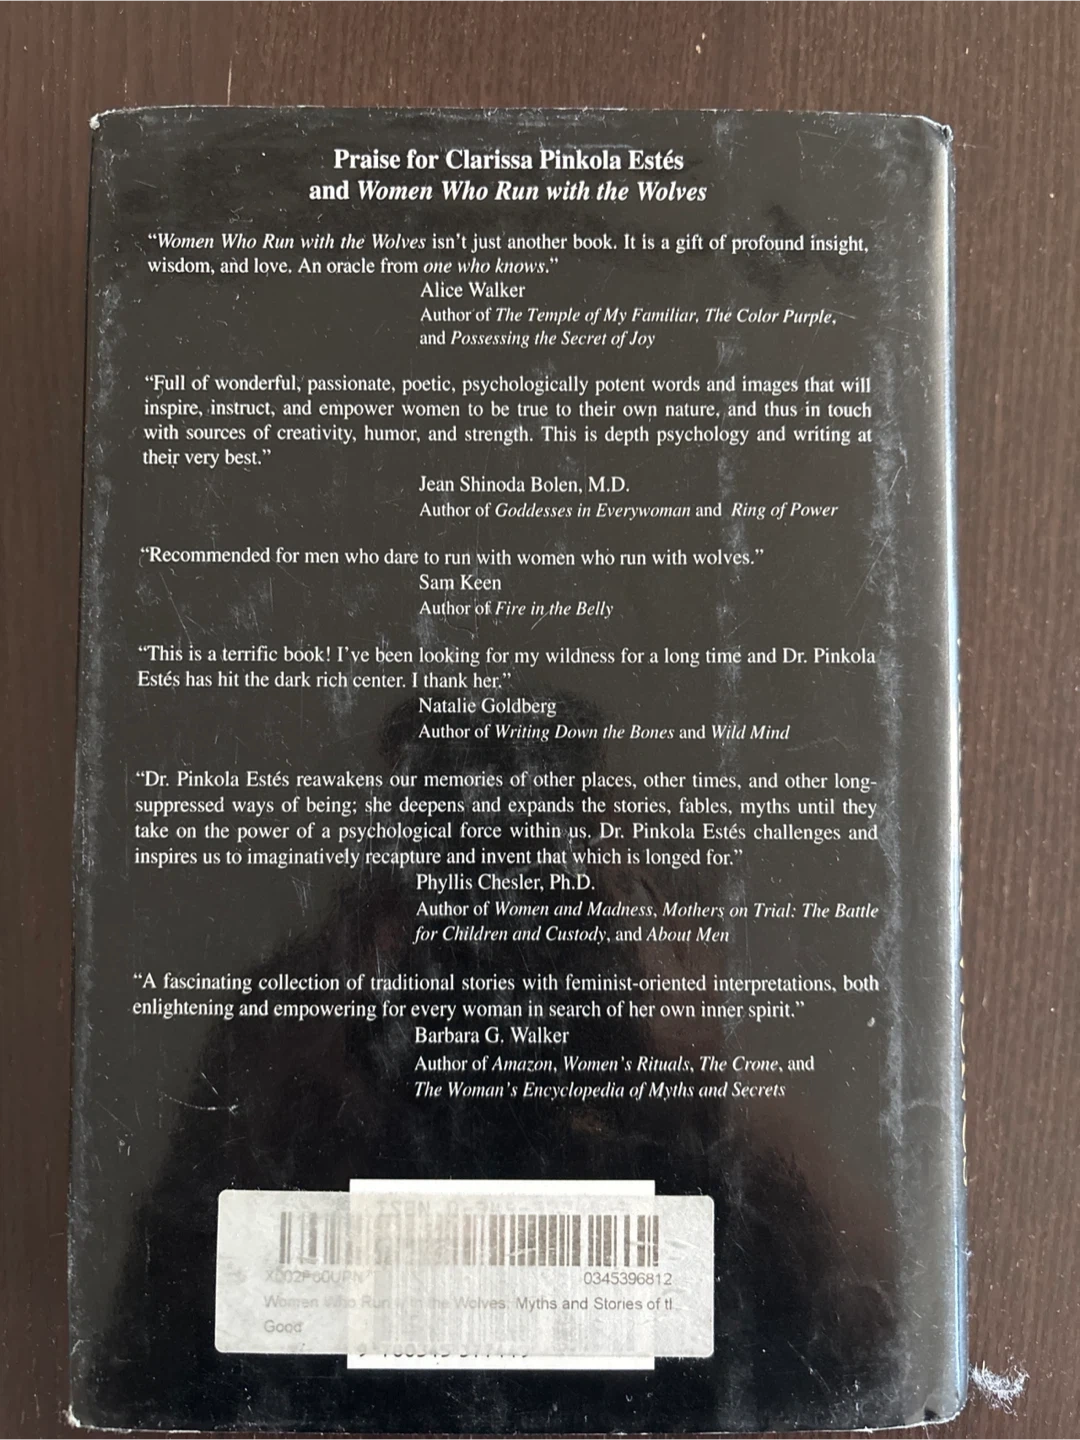 Praise for Clarissa Pinkola Estés
and Women Who Run with the Wolves
“Women Who Run with the Wolves isn’t just another book. It is a gift of profound insight,
wisdom, and love. An oracle from one who knows.”
Alice Walker
Author of The Temple of My Familiar, The Color Purple,
and Possessing the Secret of Joy
“Full of wonderful, passionate, poetic, psychologically potent words and images that will
inspire, instruct, and empower women to be true to their own nature, and thus in touch
with sources of creativity, humor, and strength. This is depth psychology and writing at
their very best.”
Jean Shinoda Bolen, M.D.
Author of Goddesses in Everywoman and Ring of Power
“Recommended for men who dare to run with women who run with wolves.”
Sam Keen
Author of Fire in the Belly
“This is a terrific book! I’ve been looking for my wildness for a long time and Dr. Pinkola
Estés has hit the dark rich center. I thank her.”
Natalie Goldberg
Author of Writing Down the Bones and Wild Mind
“Dr. Pinkola Estés reawakens our memories of other places, other times, and other long-
suppressed ways of being; she deepens and expands the stories, fables, myths until they
take on the power of a psychological force within us. Dr. Pinkola Estés challenges and
inspires us to imaginatively recapture and invent that which is longed for.”
Phyllis Chesler, Ph.D.
Author of Women and Madness, Mothers on Trial: The Battle
for Children and Custody, and About Men
“A fascinating collection of traditional stories with feminist-oriented interpretations, both
enlightening and empowering for every woman in search of her own inner spirit.”
Barbara G. Walker
Author of Amazon, Women’s Rituals, The Crone, and
The Woman’s Encyclopedia of Myths and Secrets
0345396812
Women Who Run with the Wolves: Myths and Stories of tl
Good